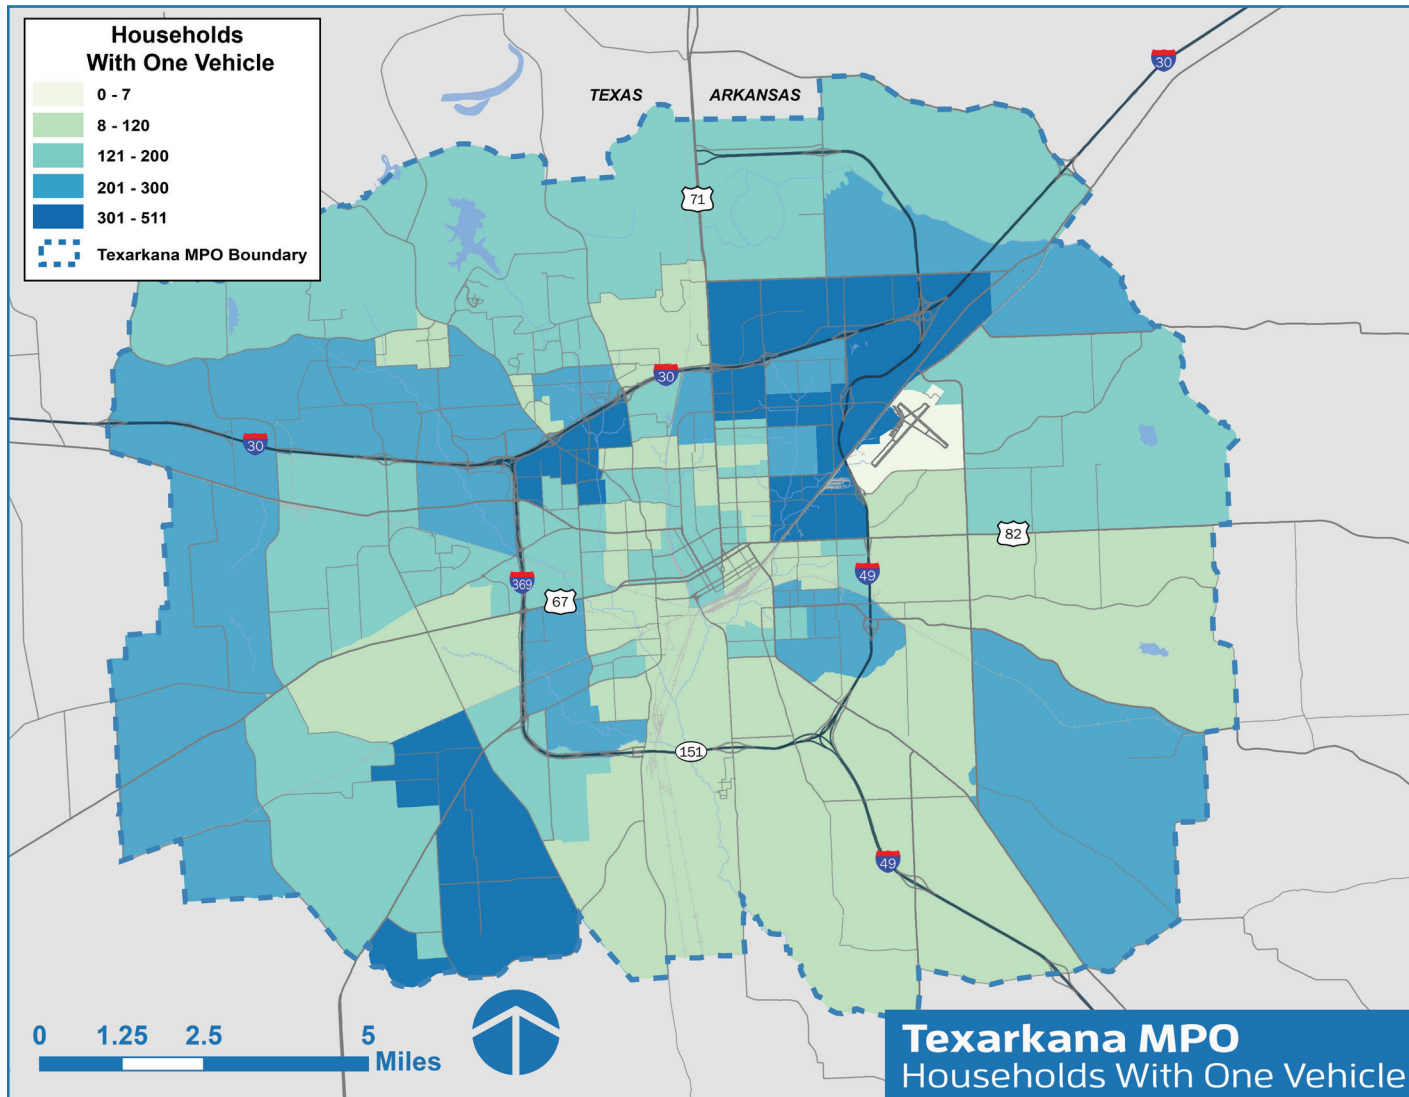 Households
With One Vehicle
0 - 7
8 - 120
121 - 200
201 - 300
301 - 511
Texarkana MPO Boundary
TEXAS
ARKANSAS
30
71
30
30
82
369
67
49
151
49
0
1.25
2.5
5
Miles
Texarkana MPO
Households With One Vehicle